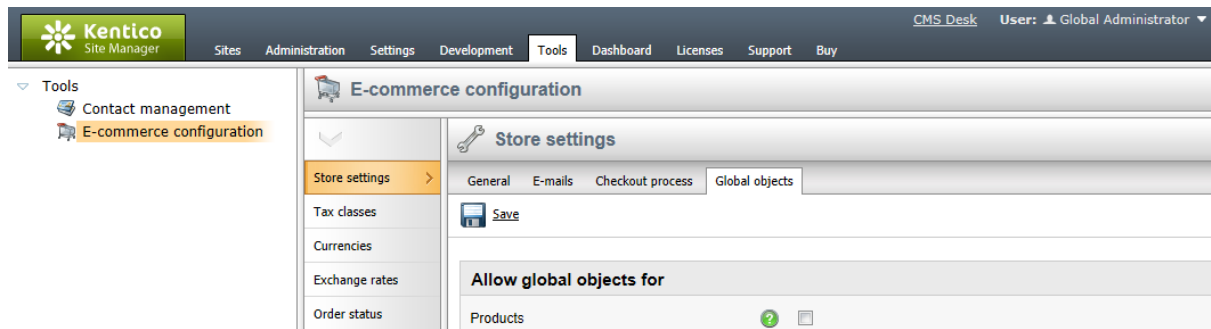 CMS Desk User: Global Administrator
Kentico
Site Manager
Sites Administration Settings Development Tools Dashboard Licenses Support Buy
Tools
Contact management
E-commerce configuration
E-commerce configuration
Store settings
Store settings
General E-mails Checkout process Global objects
Tax classes
Save
Currencies
Exchange rates
Allow global objects for
Order status
Products